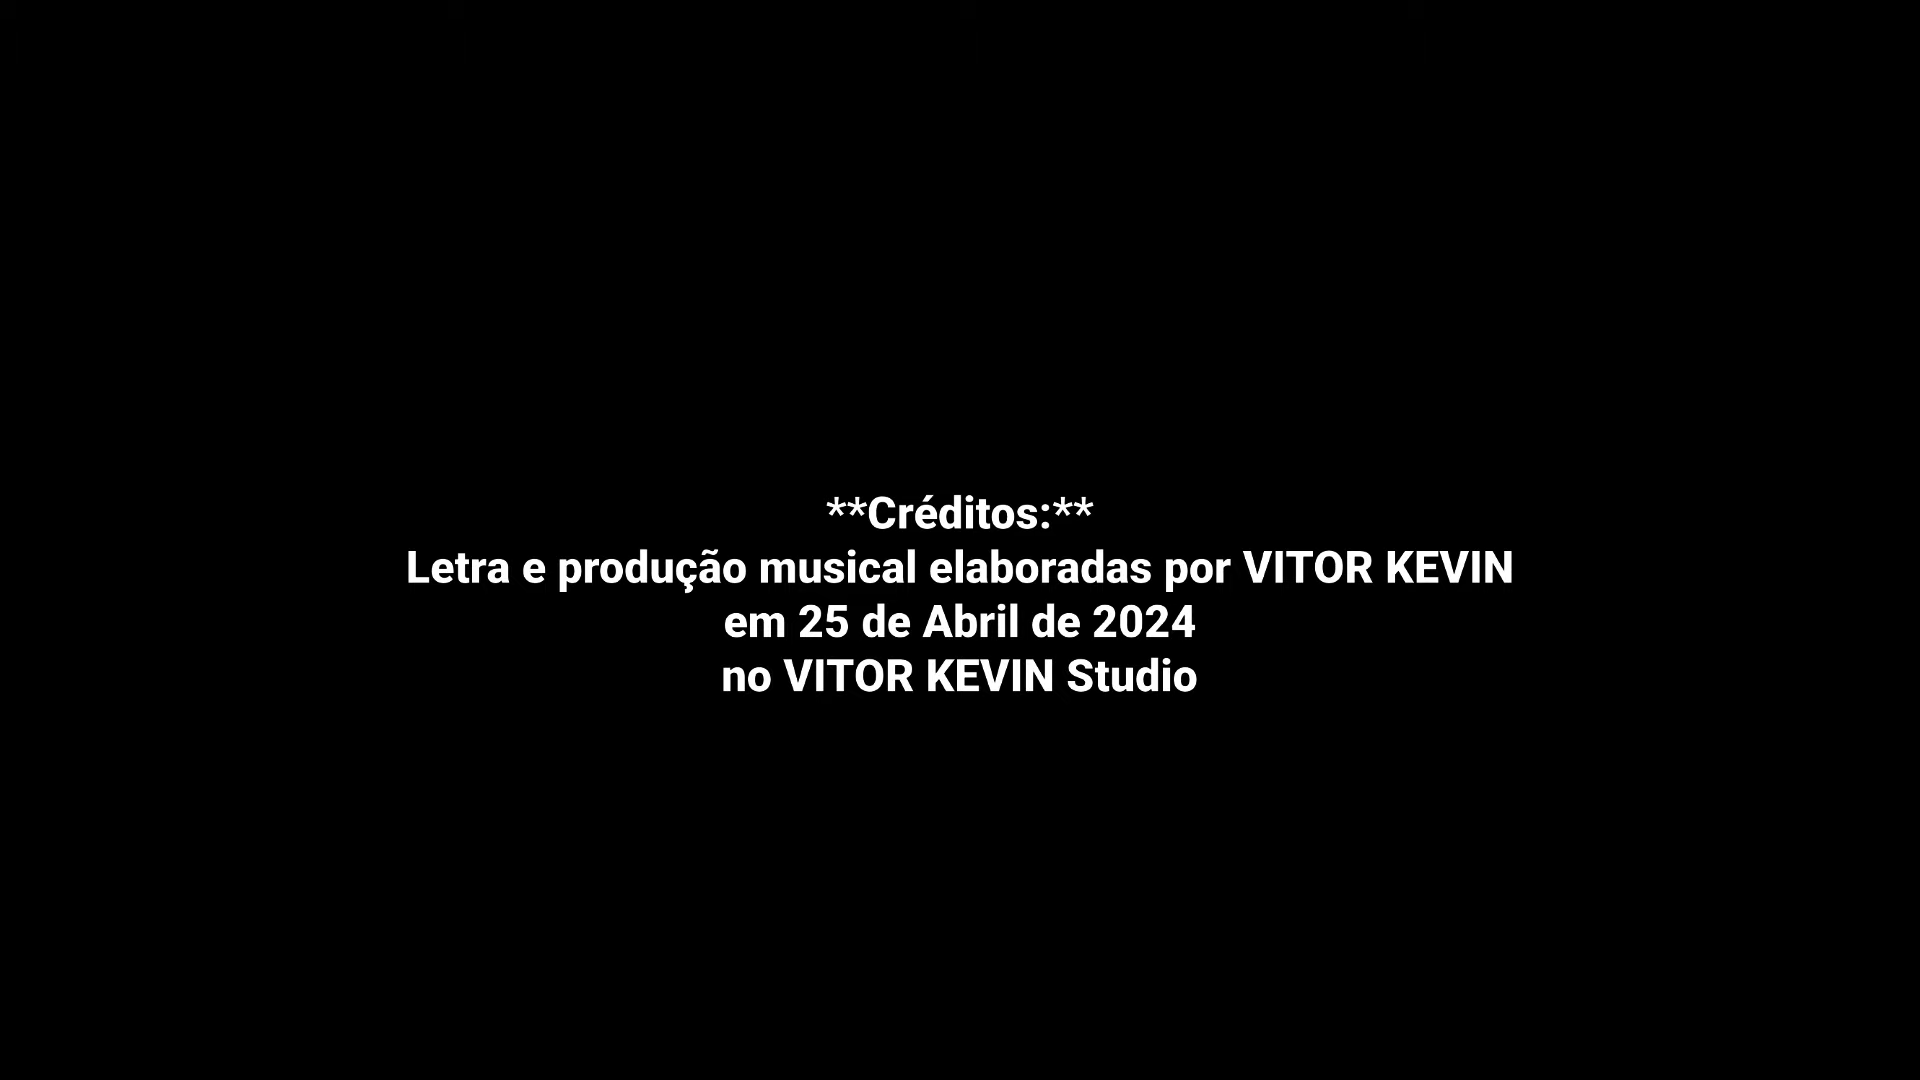 **Créditos:**
Letra e produção musical elaboradas por VITOR KEVIN
em 25 de Abril de 2024
no VITOR KEVIN Studio